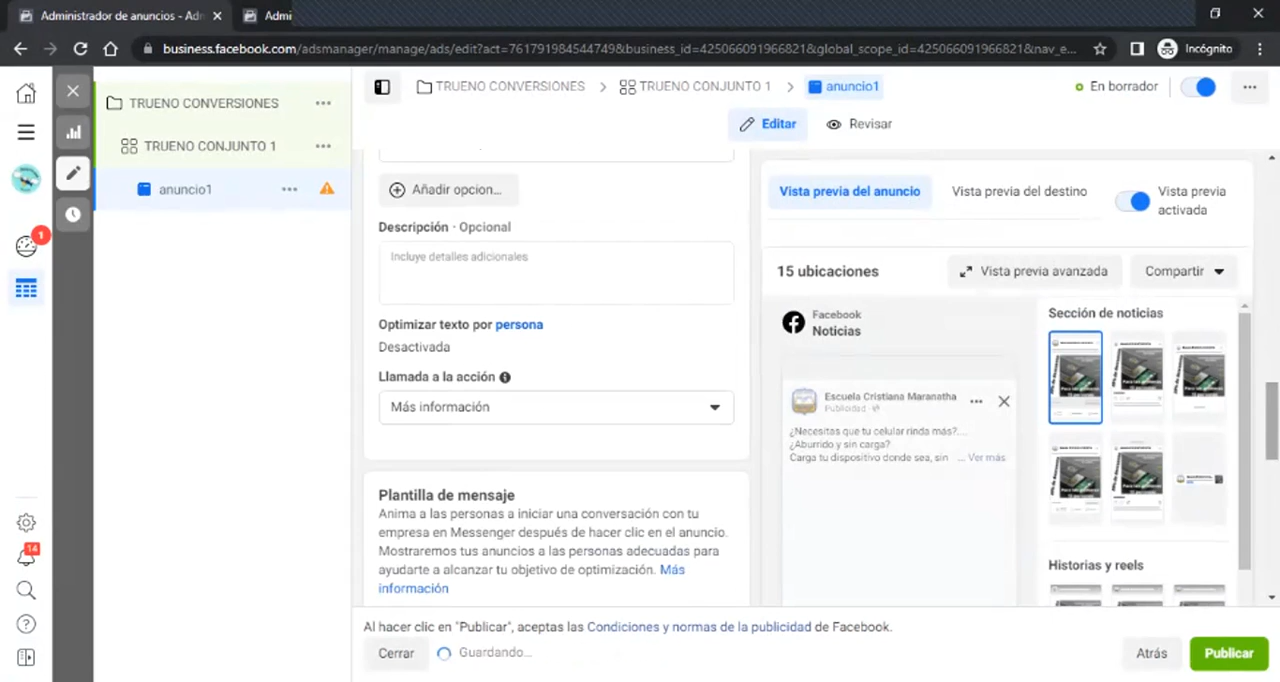 Administrador de anuncios - Adn
Admi
business.facebook.com/adsmanager/manage/ads/edit?act=761791984544749&business_id=425066091966821&global_scope_id=425066091966821&nav_e...
Incógnito
TRUENO CONVERSIONES
TRUENO CONJUNTO 1
anuncio1
TRUENO CONVERSIONES
TRUENO CONJUNTO 1
anuncio1
En borrador
Editar
Revisar
1
14
Añadir opcion...
Descripción · Opcional
Incluye detalles adicionales
Optimizar texto por persona
Desactivada
Llamada a la acción
Más información
Plantilla de mensaje
Anima a las personas a iniciar una conversación con tu
empresa en Messenger después de hacer clic en el anuncio.
Mostraremos tus anuncios a las personas adecuadas para
ayudarte a alcanzar tu objetivo de optimización. Más
información
Vista previa del anuncio
Vista previa del destino
Vista previa
activada
15 ubicaciones
Vista previa avanzada
Compartir
Facebook
Noticias
Escuela Cristiana Maranatha
Publicidad ·
¿Necesitas que tu celular rinda más?...
¿Aburrido y sin carga?
Carga tu dispositivo donde sea, sin ... Ver más
Sección de noticias
Historias y reels
Al hacer clic en "Publicar", aceptas las Condiciones y normas de la publicidad de Facebook.
Cerrar
Guardando...
Atrás
Publicar